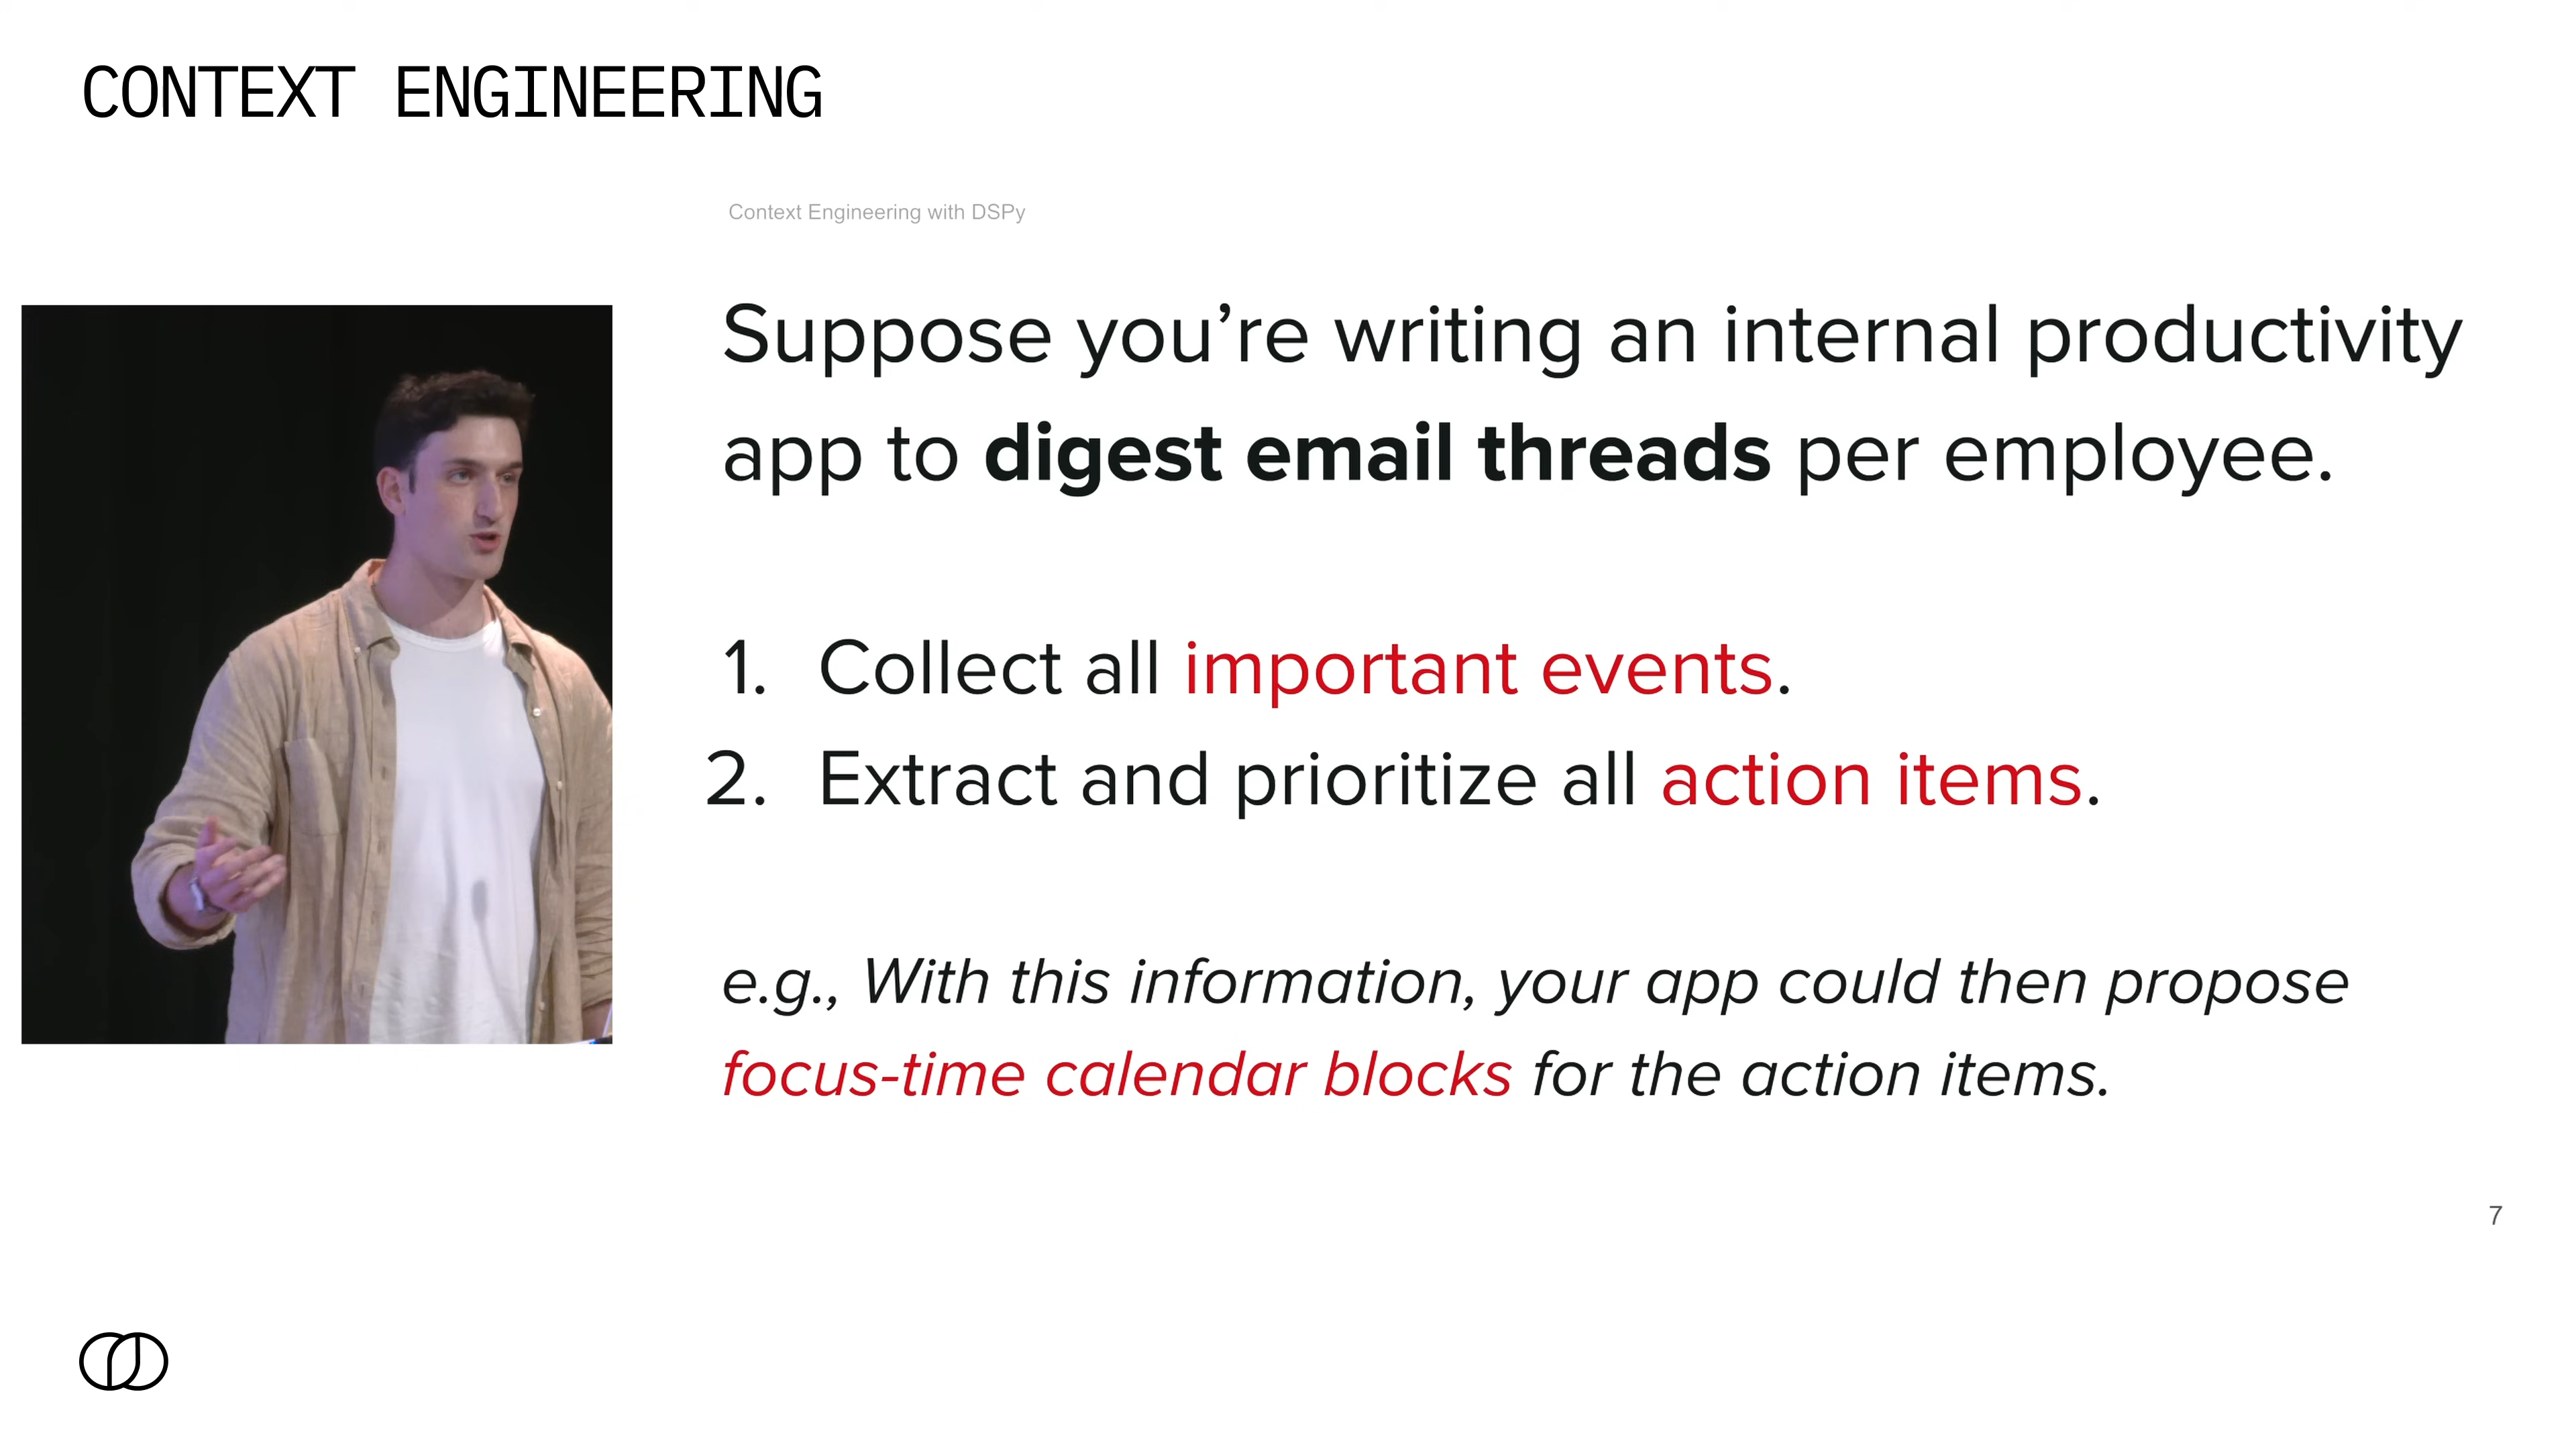 CONTEXT ENGINEERING
Context Engineering with DSPy
Suppose you’re writing an internal productivity
app to digest email threads per employee.
1. Collect all important events.
2. Extract and prioritize all action items.
e.g., With this information, your app could then propose
focus-time calendar blocks for the action items.
7